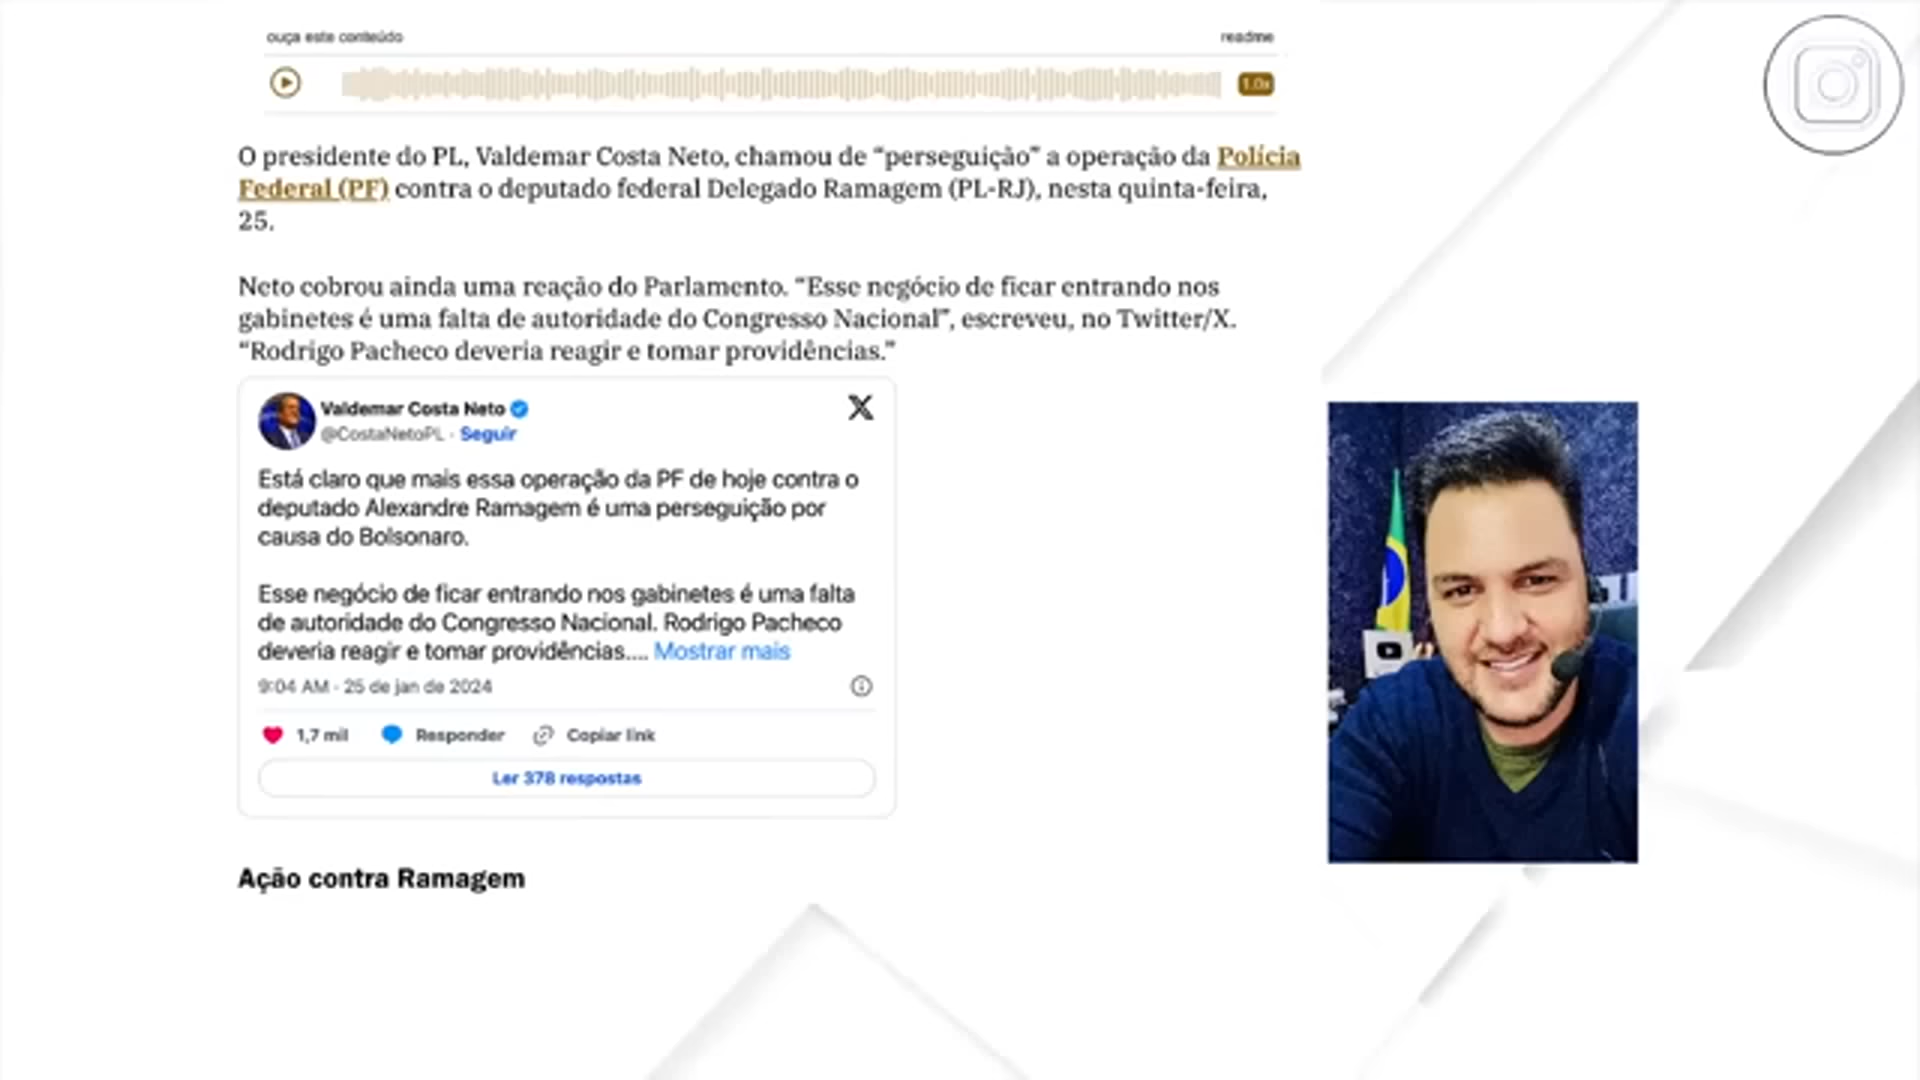 ouça este conteúdo
readme
1.0x
O presidente do PL, Valdemar Costa Neto, chamou de “perseguição” a operação da Polícia
Federal (PF) contra o deputado federal Delegado Ramagem (PL-RJ), nesta quinta-feira,
25.
Neto cobrou ainda uma reação do Parlamento. “Esse negócio de ficar entrando nos
gabinetes é uma falta de autoridade do Congresso Nacional”, escreveu, no Twitter/X.
“Rodrigo Pacheco deveria reagir e tomar providências.”
Valdemar Costa Neto
@CostaNetoPL · Seguir
Está claro que mais essa operação da PF de hoje contra o
deputado Alexandre Ramagem é uma perseguição por
causa do Bolsonaro.
Esse negócio de ficar entrando nos gabinetes é uma falta
de autoridade do Congresso Nacional. Rodrigo Pacheco
deveria reagir e tomar providências.... Mostrar mais
9:04 AM · 25 de jan de 2024
1,7 mil Responder Copiar link
Ler 378 respostas
Ação contra Ramagem